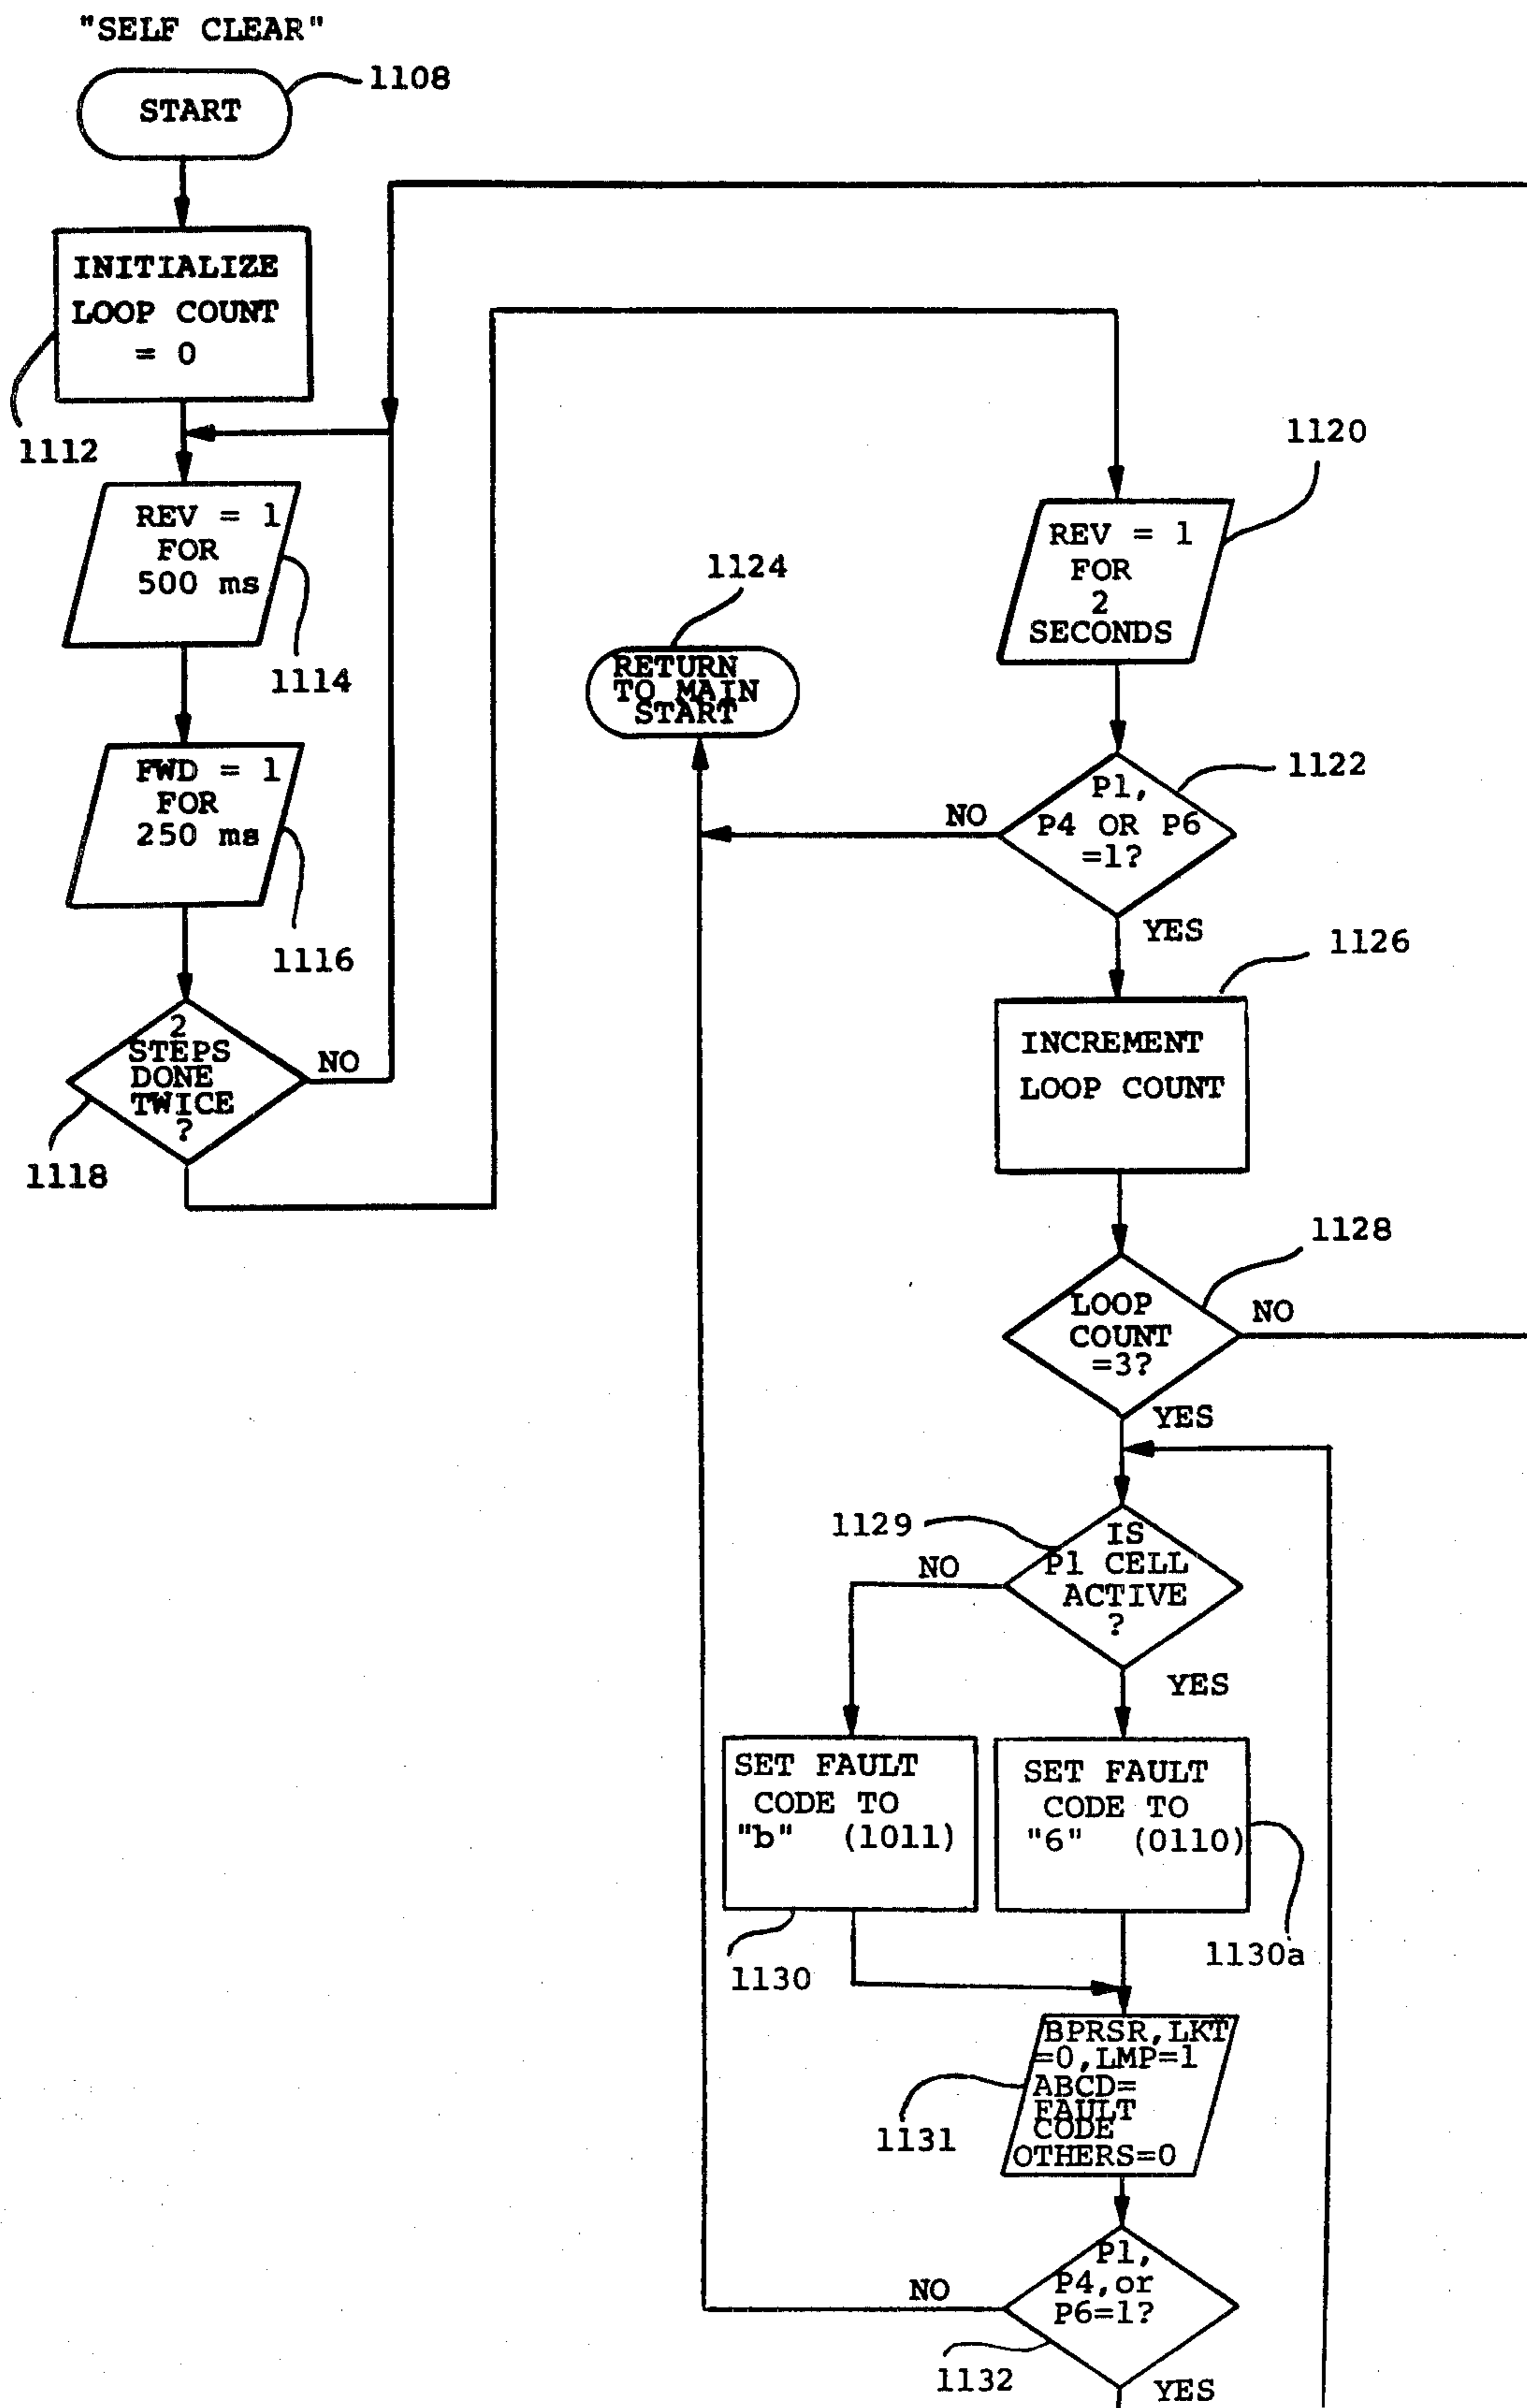 "SELF CLEAR"
START
1108
INITIALIZE
LOOP COUNT
= 0
1112
REV = 1
FOR
500 ms
1114
FWD = 1
FOR
250 ms
1116
2
STEPS
DONE
TWICE
?
NO
1118
1120
REV = 1
FOR
2
SECONDS
1124
RETURN
TO MAIN
START
1122
P1,
P4 OR P6
=1?
NO
YES
1126
INCREMENT
LOOP COUNT
1128
LOOP
COUNT
=3?
NO
YES
1129
IS
P1 CELL
ACTIVE
?
NO
YES
SET FAULT
CODE TO
"b" (1011)
1130
SET FAULT
CODE TO
"6" (0110)
1130a
BPRSR,LKT
=0,LMP=1
ABCD=
FAULT
CODE
OTHERS=0
1131
P1,
P4,or
P6=1?
NO
1132
YES